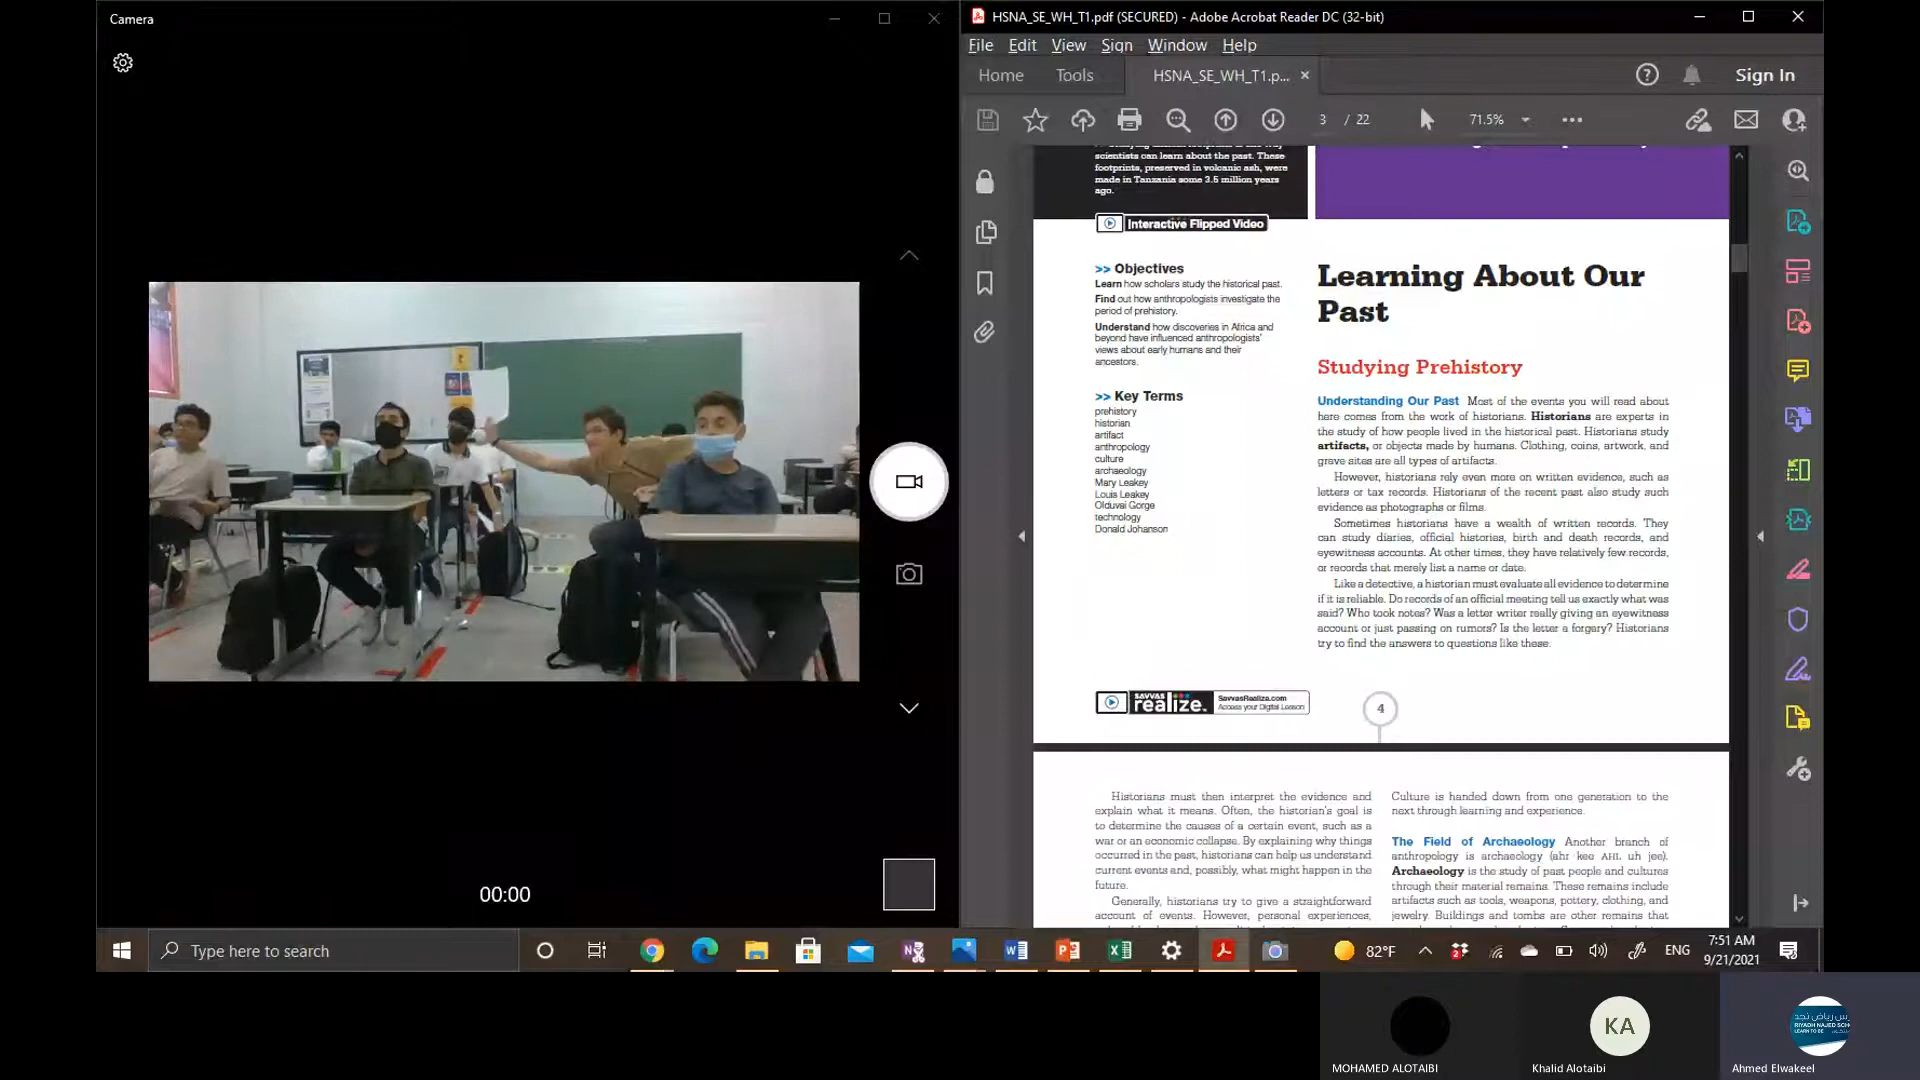 Camera
00:00
HSNA_SE_WH_T1.pdf (SECURED) - Adobe Acrobat Reader DC (32-bit)
File Edit View Sign Window Help
Home Tools HSNA_SE_WH_T1.p... × Sign In
3 / 22 71.5%
scientists can learn about the past. These
footprints, preserved in volcanic ash, were
made in Tanzania some 3.5 million years
ago.
Interactive Flipped Video
>> Objectives
Learn how scholars study the historical past.
Find out how anthropologists investigate the
period of prehistory.
Understand how discoveries in Africa and
beyond have influenced anthropologists'
views about early humans and their
ancestors.
>> Key Terms
prehistory
historian
artifact
anthropology
culture
archaeology
Mary Leakey
Louis Leakey
Olduvai Gorge
technology
Donald Johanson
Learning About Our
Past
Studying Prehistory
Understanding Our Past Most of the events you will read about
here comes from the work of historians. Historians are experts in
the study of how people lived in the historical past. Historians study
artifacts, or objects made by humans. Clothing, coins, artwork, and
grave sites are all types of artifacts.
However, historians rely even more on written evidence, such as
letters or tax records. Historians of the recent past also study such
evidence as photographs or films.
Sometimes historians have a wealth of written records. They
can study diaries, official histories, birth and death records, and
eyewitness accounts. At other times, they have relatively few records,
or records that merely list a name or date.
Like a detective, a historian must evaluate all evidence to determine
if it is reliable. Do records of an official meeting tell us exactly what was
said? Who took notes? Was a letter writer really giving an eyewitness
account or just passing on rumors? Is the letter a forgery? Historians
try to find the answers to questions like these.
SAVVAS
realize.
SavvasRealize.com
Access your Digital Lesson
4
Historians must then interpret the evidence and
explain what it means. Often, the historian's goal is
to determine the causes of a certain event, such as a
war or an economic collapse. By explaining why things
occurred in the past, historians can help us understand
current events and, possibly, what might happen in the
future.
Generally, historians try to give a straightforward
account of events. However, personal experiences,
Culture is handed down from one generation to the
next through learning and experience.
The Field of Archaeology Another branch of
anthropology is archaeology (ahr kee AHL uh jee).
Archaeology is the study of past people and cultures
through their material remains. These remains include
artifacts such as tools, weapons, pottery, clothing, and
jewelry. Buildings and tombs are other remains that
Type here to search
82°F ENG 7:51 AM
9/21/2021
KA
RIYADH NAJED SCH
LEARN TO BE
MOHAMED ALOTAIBI Khalid Alotaibi Ahmed Elwakeel